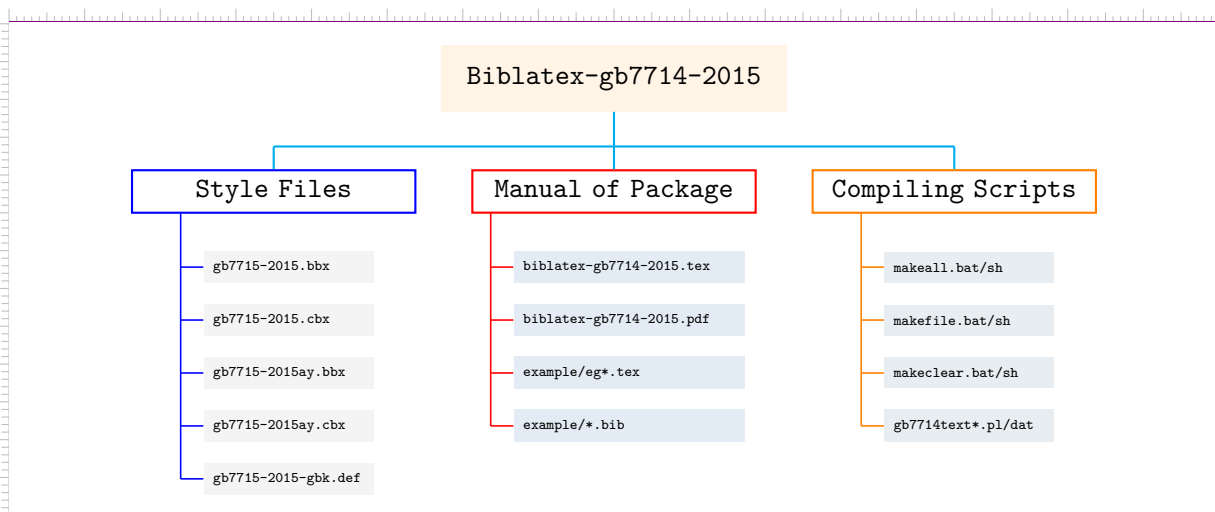 Biblatex-gb7714-2015
Style Files
Manual of Package
Compiling Scripts
gb7715-2015.bbx
gb7715-2015.cbx
gb7715-2015ay.bbx
gb7715-2015ay.cbx
gb7715-2015-gbk.def
biblatex-gb7714-2015.tex
biblatex-gb7714-2015.pdf
example/eg*.tex
example/*.bib
makeall.bat/sh
makefile.bat/sh
makeclear.bat/sh
gb7714text*.pl/dat